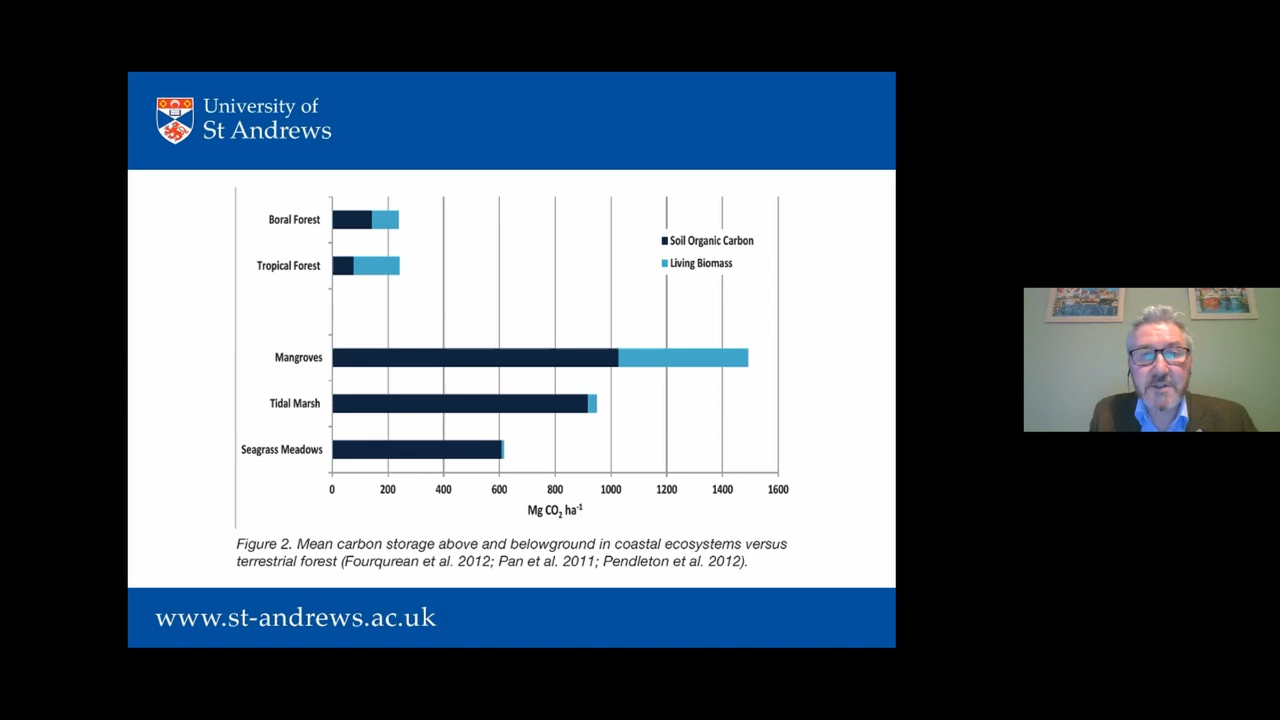 University of
St Andrews
Boral Forest
Tropical Forest
Mangroves
Tidal Marsh
Seagrass Meadows
Soil Organic Carbon
Living Biomass
0 200 400 600 800 1000 1200 1400 1600
Mg CO₂ ha⁻¹
Figure 2. Mean carbon storage above and belowground in coastal ecosystems versus
terrestrial forest (Fourqurean et al. 2012; Pan et al. 2011; Pendleton et al. 2012).
www.st-andrews.ac.uk